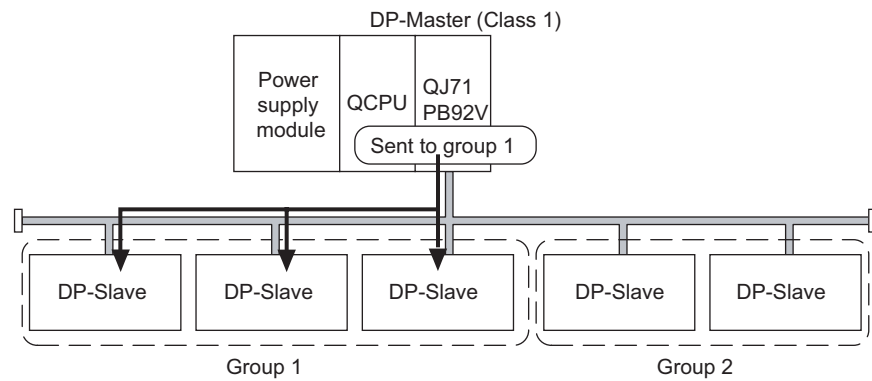 DP-Master (Class 1)
Power
supply
module
QCPU
QJ71
PB92V
Sent to group 1
DP-Slave
DP-Slave
DP-Slave
DP-Slave
DP-Slave
Group 1
Group 2